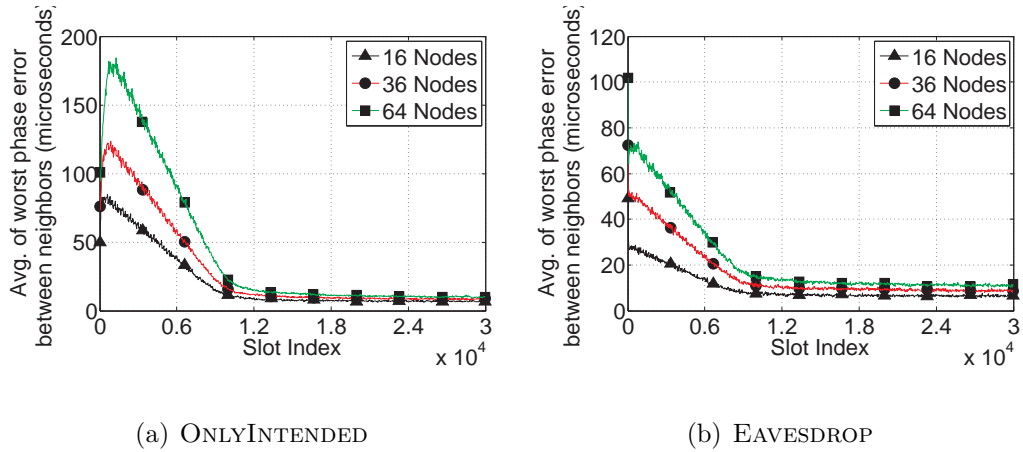 Avg. of worst phase error
between neighbors (microseconds)
200
150
100
50
0
0
0.6
1.2
1.8
2.4
3
x 10^4
Slot Index
16 Nodes
36 Nodes
64 Nodes
(a) ONLYINTENDED
Avg. of worst phase error
between neighbors (microseconds)
120
100
80
60
40
20
0
0
0.6
1.2
1.8
2.4
3
x 10^4
Slot Index
16 Nodes
36 Nodes
64 Nodes
(b) EAVESDROP